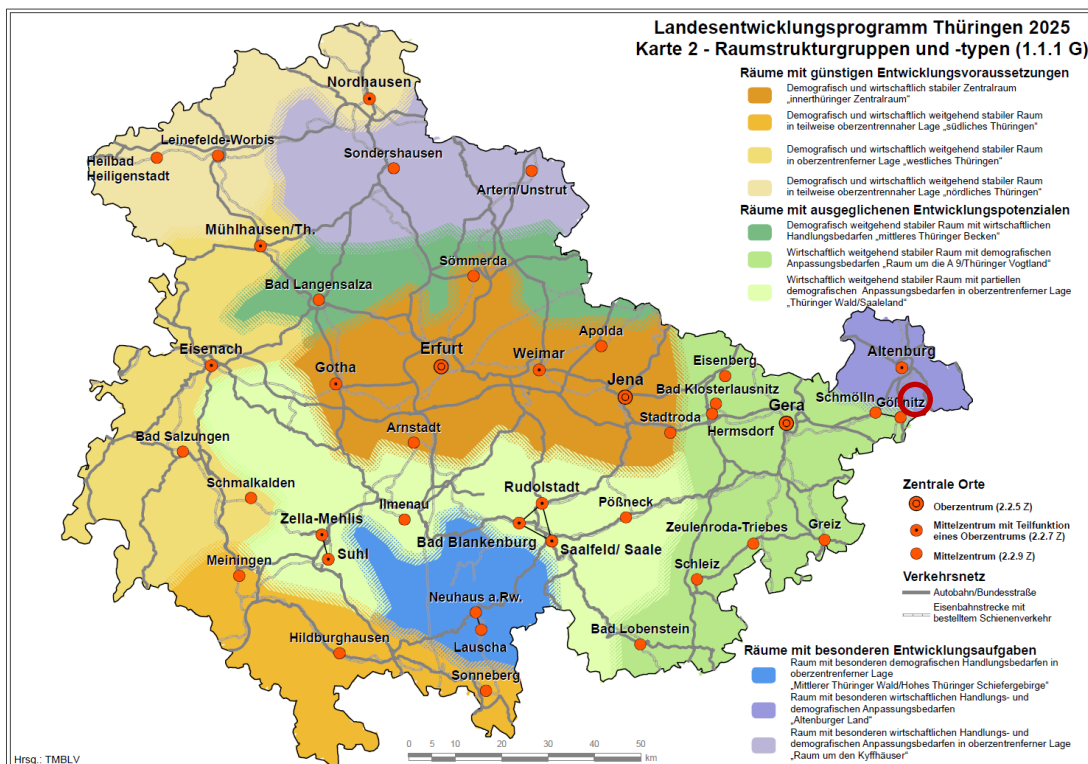 Landesentwicklungsprogramm Thüringen 2025
Karte 2 - Raumstrukturgruppen und -typen (1.1.1 G)
Räume mit günstigen Entwicklungsvoraussetzungen
Demografisch und wirtschaftlich stabiler Zentralraum
„innerthüringer Zentralraum“
Demografisch und wirtschaftlich weitgehend stabiler Raum
in teilweise oberzentrennaher Lage „südliches Thüringen“
Demografisch und wirtschaftlich weitgehend stabiler Raum
in oberzentrenferner Lage „westliches Thüringen“
Demografisch und wirtschaftlich weitgehend stabiler Raum
in teilweise oberzentrennaher Lage „nördliches Thüringen“
Räume mit ausgeglichenen Entwicklungspotenzialen
Demografisch weitgehend stabiler Raum mit wirtschaftlichen
Handlungsbedarfen „mittleres Thüringer Becken“
Wirtschaftlich weitgehend stabiler Raum mit demografischen
Anpassungsbedarfen „Raum um die A 9/Thüringer Vogtland“
Wirtschaftlich weitgehend stabiler Raum mit partiellen
demografischen Anpassungsbedarfen in oberzentrenferner Lage
„Thüringer Wald/Saaleland“
Nordhausen
Leinefelde-Worbis
Heilbad
Heiligenstadt
Sondershausen
Artern/Unstrut
Mühlhausen/Th.
Sömmerda
Bad Langensalza
Apolda
Eisenach
Gotha
Erfurt
Weimar
Jena
Eisenberg
Bad Klosterlausnitz
Altenburg
Schmölln
Gößnitz
Stadtroda
Hermsdorf
Gera
Arnstadt
Bad Salzungen
Schmalkalden
Ilmenau
Rudolstadt
Pößneck
Zella-Mehlis
Bad Blankenburg
Saalfeld/ Saale
Zeulenroda-Triebes
Greiz
Suhl
Meiningen
Schleiz
Neuhaus a.Rw.
Hildburghausen
Lauscha
Bad Lobenstein
Sonneberg
Zentrale Orte
Oberzentrum (2.2.5 Z)
Mittelzentrum mit Teilfunktion
eines Oberzentrums (2.2.7 Z)
Mittelzentrum (2.2.9 Z)
Verkehrsnetz
Autobahn/Bundesstraße
Eisenbahnstrecke mit
bestelltem Schienenverkehr
Räume mit besonderen Entwicklungsaufgaben
Raum mit besonderen demografischen Handlungsbedarfen in
oberzentrenferner Lage
„Mittlerer Thüringer Wald/Hohes Thüringer Schiefergebirge“
Raum mit besonderen wirtschaftlichen Handlungs- und
demografischen Anpassungsbedarfen
„Altenburger Land“
Raum mit besonderen wirtschaftlichen Handlungs- und
demografischen Anpassungsbedarfen in oberzentrenferner Lage
„Raum um den Kyffhäuser“
0 5 10 20 30 40 50
km
Hrsg.: TMBLV